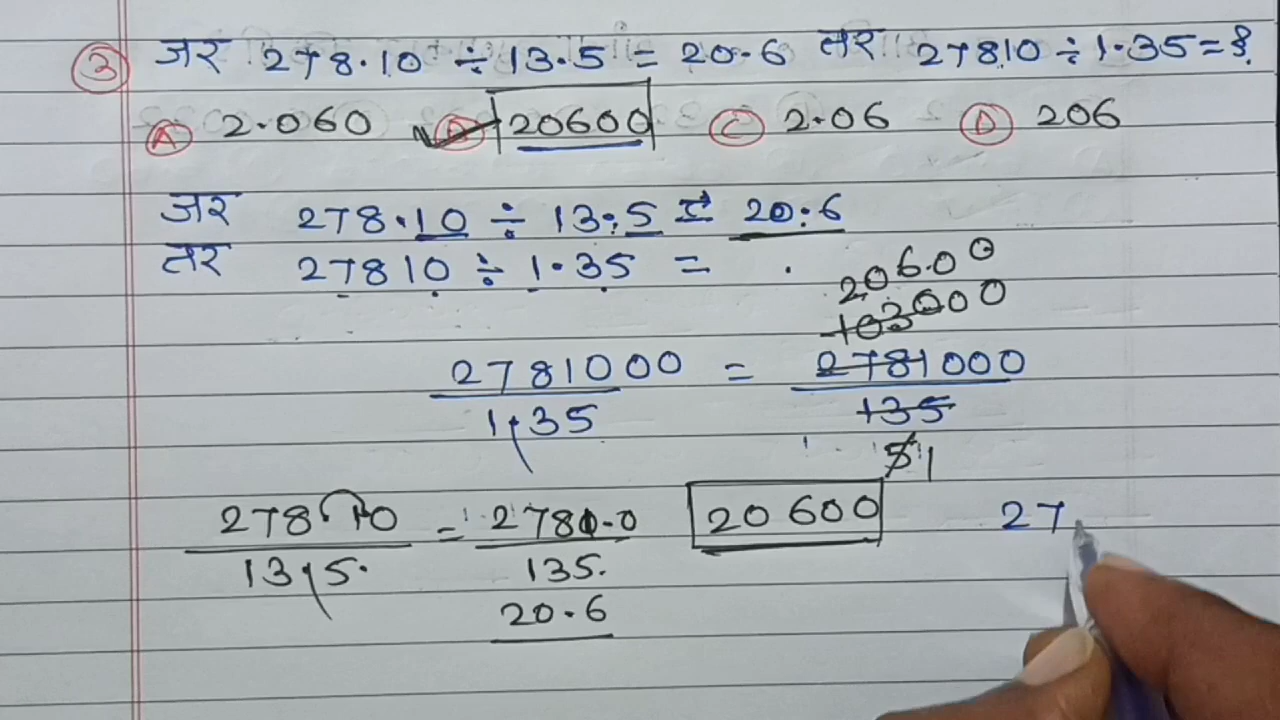 3 जर 278.10 ÷ 13.5 = 20.6 तर 27810 ÷ 1.35 = ?
A 2.060 B 20600 C 2.06 D 206
जर 278.10 ÷ 13.5 = 20.6
तर 27810 ÷ 1.35 = .
20600
103000
2781000 = 2781000
1.35 135
51
278.10 = 2781.0 20600 27
13.5 135.
20.6